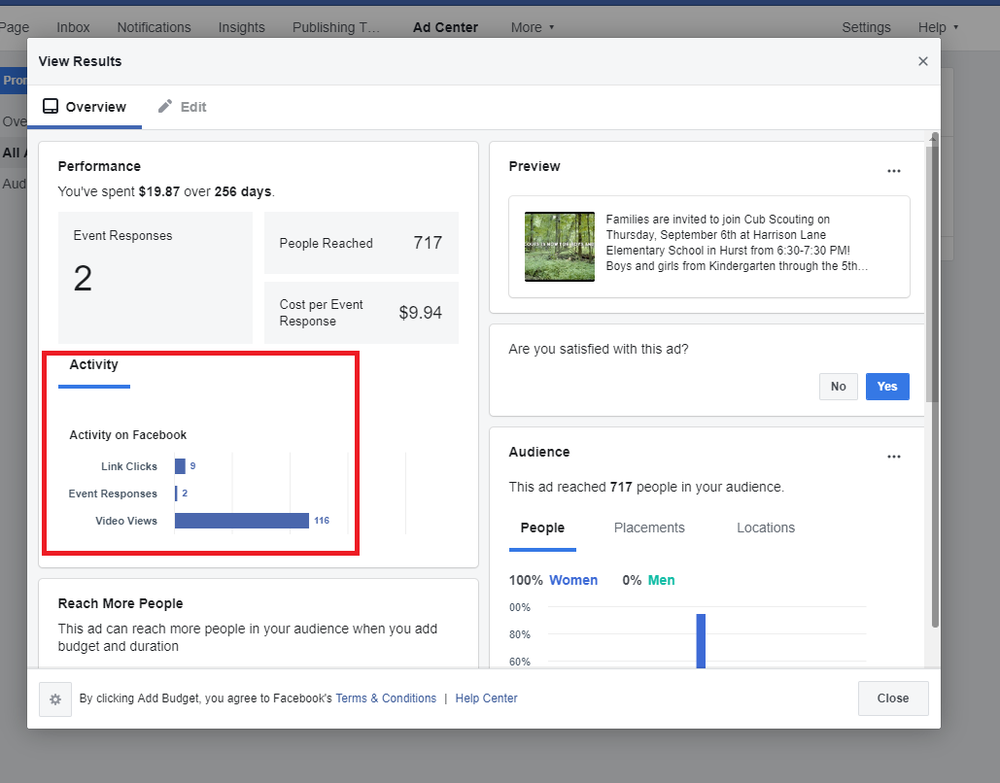 Page Inbox Notifications Insights Publishing T… Ad Center More Settings Help
View Results
Overview Edit
Prom
Ove
All A
Aud
Performance
You've spent $19.87 over 256 days.
Event Responses
2
People Reached 717
Cost per Event
Response
$9.94
Activity
Activity on Facebook
Link Clicks 9
Event Responses 2
Video Views 116
Reach More People
This ad can reach more people in your audience when you add
budget and duration
Preview
Families are invited to join Cub Scouting on
Thursday, September 6th at Harrison Lane
Elementary School in Hurst from 6:30-7:30 PM!
Boys and girls from Kindergarten through the 5th…
Are you satisfied with this ad?
No Yes
Audience
This ad reached 717 people in your audience.
People Placements Locations
100% Women 0% Men
00%
80%
60%
By clicking Add Budget, you agree to Facebook's Terms & Conditions | Help Center
Close